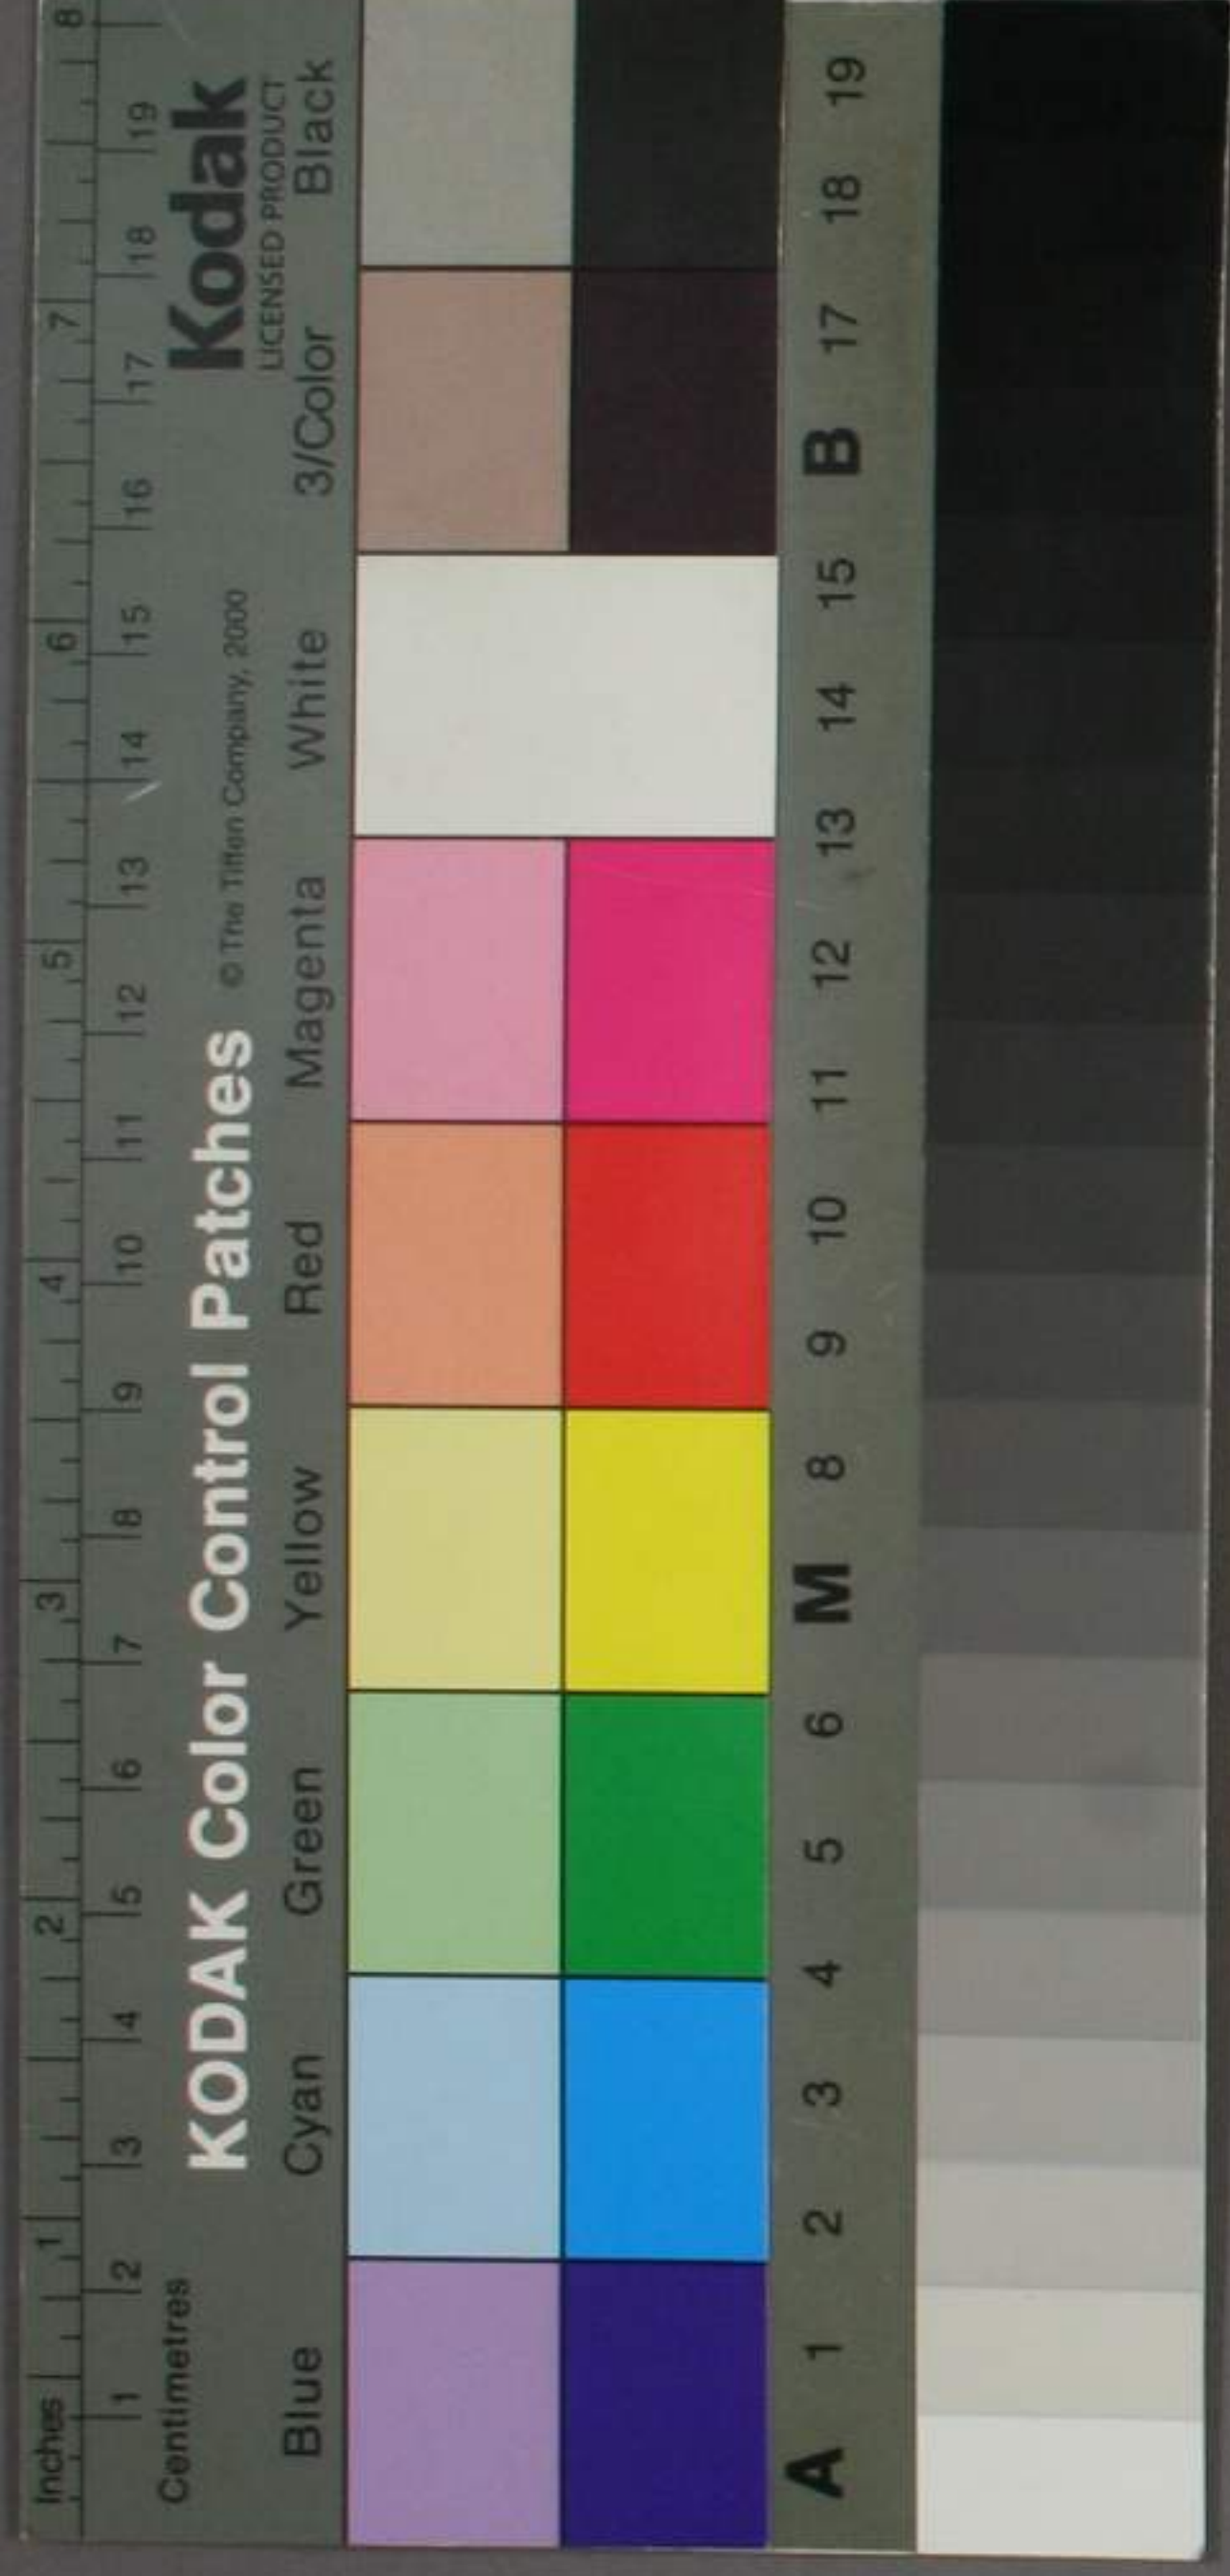 Inches 1 2 3 4 5 6 7 8
1 2 3 4 5 6 7 8 9 10 11 12 13 14 15 16 17 18 19
Centimetres
KODAK Color Control Patches © The Tiffen Company, 2000 Kodak
LICENSED PRODUCT
Blue Cyan Green Yellow Red Magenta White 3/Color Black
A 1 2 3 4 5 6 M 8 9 10 11 12 13 14 15 B 17 18 19